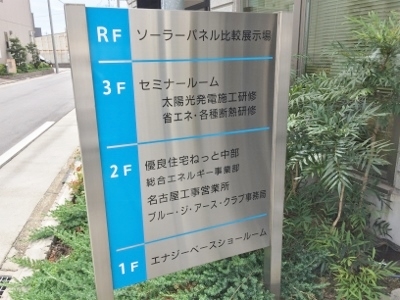 RF ソーラーパネル比較展示場
3F セミナールーム
太陽光発電施工研修
省エネ・各種断熱研修
2F 優良住宅ねっと中部
総合エネルギー事業部
名古屋工事営業所
ブルー・ジ・アース・クラブ事務局
1F エナジーベースショールーム